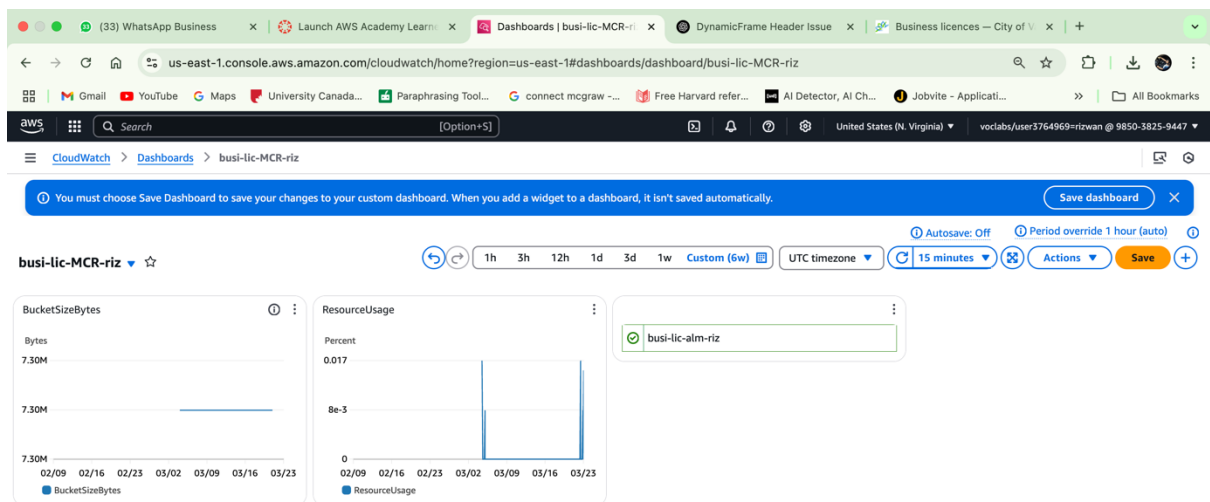 (33) WhatsApp Business
Launch AWS Academy Learne
Dashboards | busi-lic-MCR-ri
DynamicFrame Header Issue
Business licences — City of V
us-east-1.console.aws.amazon.com/cloudwatch/home?region=us-east-1#dashboards/dashboard/busi-lic-MCR-riz
Gmail YouTube Maps University Canada... Paraphrasing Tool... connect mcgraw -... Free Harvard refer... AI Detector, AI Ch... Jobvite - Applicati... » All Bookmarks
aws Search [Option+S] United States (N. Virginia) ▼ voclabs/user3764969=rizwan @ 9850-3825-9447 ▼
CloudWatch > Dashboards > busi-lic-MCR-riz
You must choose Save Dashboard to save your changes to your custom dashboard. When you add a widget to a dashboard, it isn't saved automatically. Save dashboard
Autosave: Off Period override 1 hour (auto)
busi-lic-MCR-riz 1h 3h 12h 1d 3d 1w Custom (6w) UTC timezone 15 minutes Actions Save
BucketSizeBytes
Bytes
7.30M
7.30M
7.30M
02/09 02/16 02/23 03/02 03/09 03/16 03/23
BucketSizeBytes
ResourceUsage
Percent
0.017
8e-3
0
02/09 02/16 02/23 03/02 03/09 03/16 03/23
ResourceUsage
busi-lic-alm-riz